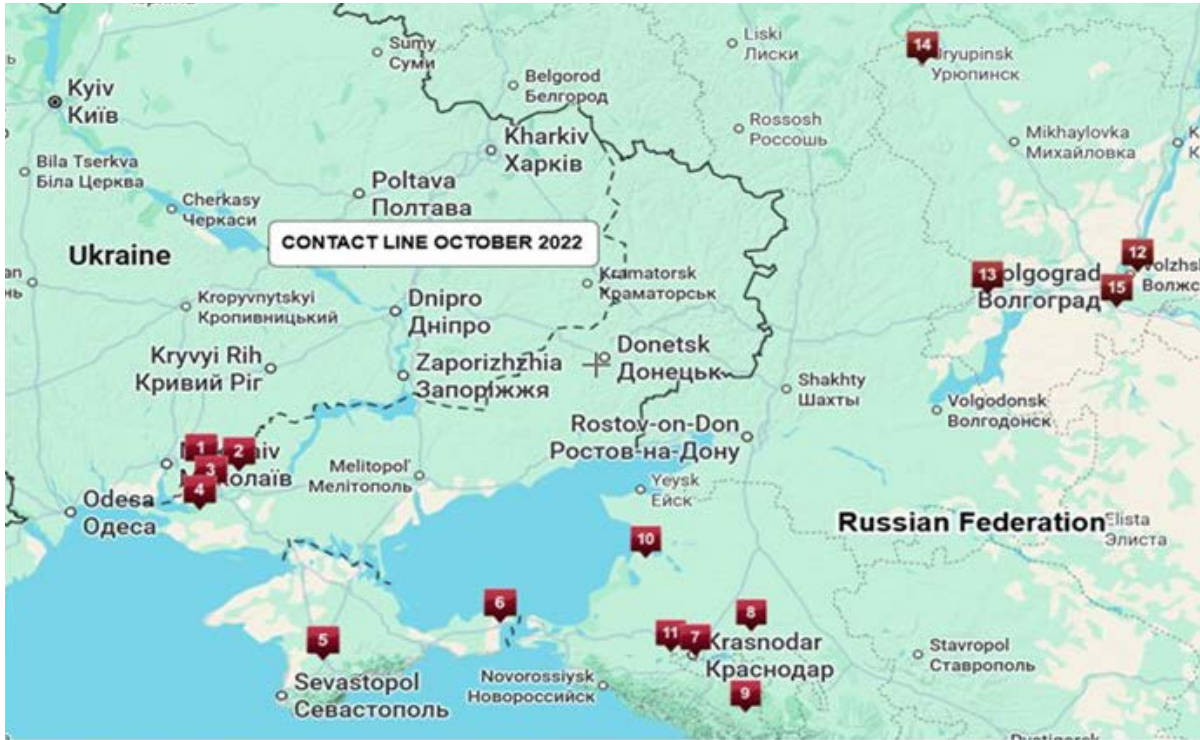 Sumy
Суми
Liski
Лиски
14
Урюпинск
Kyiv
Київ
Belgorod
Белгород
Rossosh
Россошь
Mikhaylovka
Михайловка
Kharkiv
Харків
Bila Tserkva
Біла Церква
Poltava
Полтава
Cherkasy
Черкаси
CONTACT LINE OCTOBER 2022
Ukraine
12
13
15
Волгоград
Kramatorsk
Краматорськ
Kropyvnytskyi
Кропивницький
Dnipro
Дніпро
Kryvyi Rih
Кривий Ріг
Zaporizhzhia
Запоріжжя
Donetsk
Донецьк
Shakhty
Шахты
Volgodonsk
Волгодонск
Rostov-on-Don
Ростов-на-Дону
1
2
3
4
Melitopol'
Мелітополь
Yeysk
Ейск
Odesa
Одеса
Russian Federation
Elista
Элиста
10
6
5
11
7
8
Krasnodar
Краснодар
9
Stavropol
Ставрополь
Sevastopol
Севастополь
Novorossiysk
Новороссийск